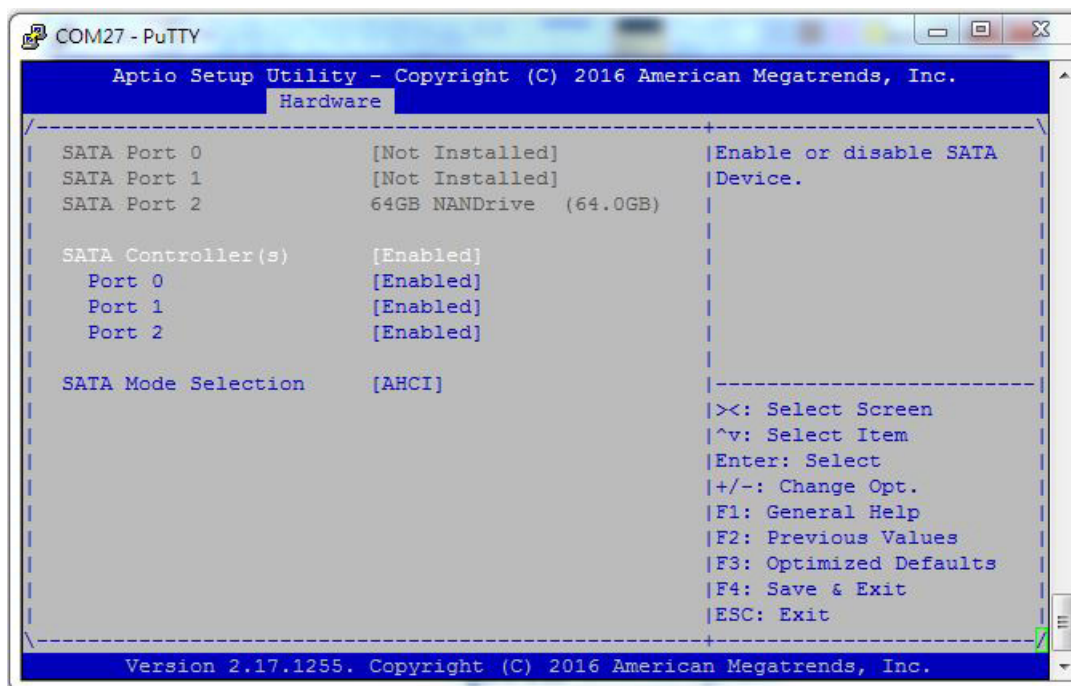 COM27 - PuTTY
Aptio Setup Utility - Copyright (C) 2016 American Megatrends, Inc.
Hardware
/----------------------------------------------------+-------------------------\
| SATA Port 0 [Not Installed] |Enable or disable SATA |
| SATA Port 1 [Not Installed] |Device. |
| SATA Port 2 64GB NANDrive (64.0GB) | |
| | |
| SATA Controller(s) [Enabled] | |
| Port 0 [Enabled] | |
| Port 1 [Enabled] | |
| Port 2 [Enabled] | |
| | |
| SATA Mode Selection [AHCI] |-------------------------|
| |><: Select Screen |
| |^v: Select Item |
| |Enter: Select |
| |+/-: Change Opt. |
| |F1: General Help |
| |F2: Previous Values |
| |F3: Optimized Defaults |
| |F4: Save & Exit |
| |ESC: Exit |
\----------------------------------------------------+-------------------------/
Version 2.17.1255. Copyright (C) 2016 American Megatrends, Inc.